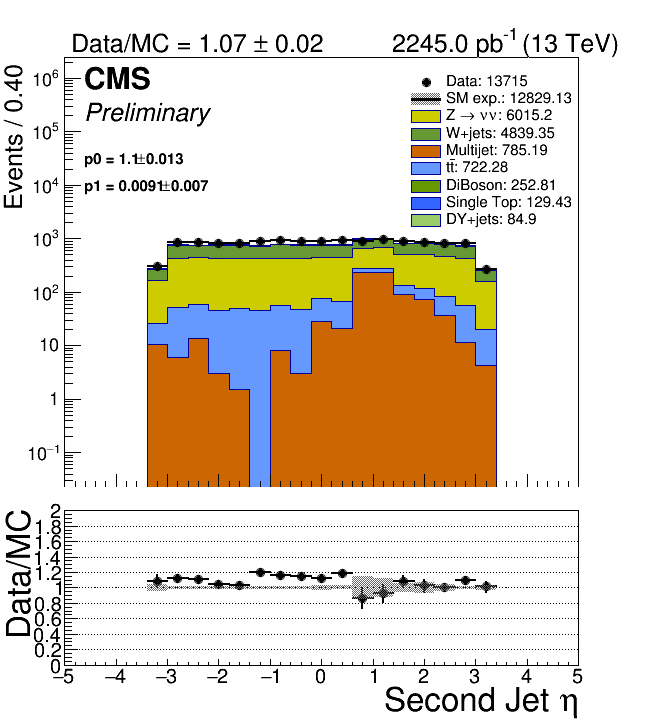 Data/MC = 1.07 ± 0.02 2245.0 pb⁻¹ (13 TeV)
CMS
Preliminary
p0 = 1.1±0.013
p1 = 0.0091±0.007
Data: 13715
SM exp.: 12829.13
Z → νν: 6015.2
W+jets: 4839.35
Multijet: 785.19
tt̄: 722.28
DiBoson: 252.81
Single Top: 129.43
DY+jets: 84.9
Events / 0.40
10⁶
10⁵
10⁴
10³
10²
10
1
10⁻¹
Data/MC
2
1.8
1.6
1.4
1.2
1
0.8
0.6
0.4
0.2
0
−5 −4 −3 −2 −1 0 1 2 3 4 5
Second Jet η